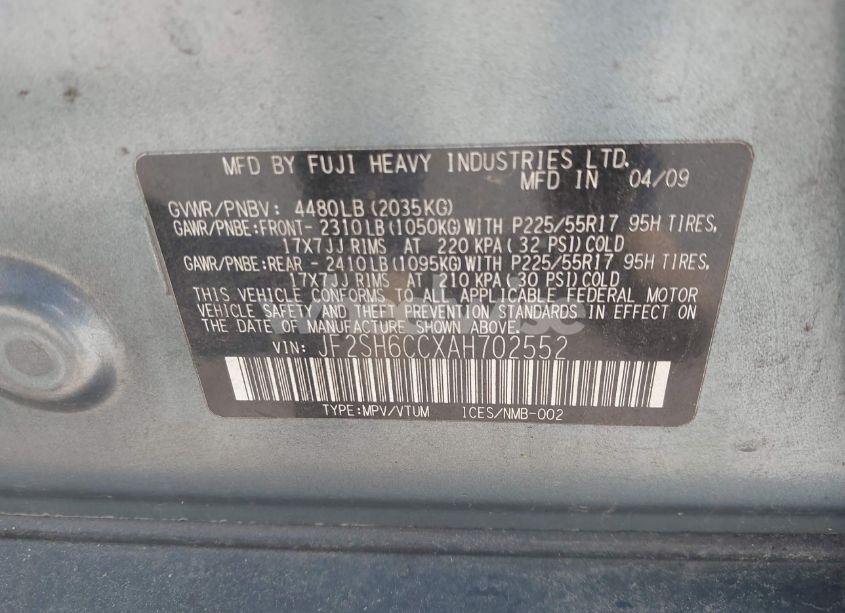 MFD BY FUJI HEAVY INDUSTRIES LTD.
MFD IN 04/09
GVWR/PNBV: 4480LB (2035KG)
GAWR/PNBE:FRONT- 2310LB (1050KG) WITH P225/55R17 95H TIRES,
17X7JJ RIMS AT 220 KPA ( 32 PSI) COLD
GAWR/PNBE:REAR - 2410LB (1095KG) WITH P225/55R17 95H TIRES,
17X7JJ RIMS AT 210 KPA (30 PSI) COLD
THIS VEHICLE CONFORMS TO ALL APPLICABLE FEDERAL MOTOR
VEHICLE SAFETY AND THEFT PREVENTION STANDARDS IN EFFECT ON
THE DATE OF MANUFACTURE SHOWN ABOVE.
VIN: JF2SH6CCXAH702552
TYPE:MPV/VTUM ICES/NMB-002